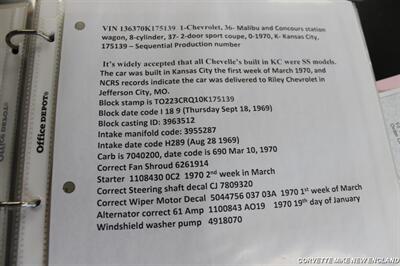 VIN 136370K175139 1-Chevrolet, 36- Malibu and Concours station
wagon, 8-cylinder, 37- 2-door sport coupe, 0-1970, K- Kansas City,
175139 – Sequential Production number
It's widely accepted that all Chevelle's built in KC were SS models.
The car was built in Kansas City the first week of March 1970, and
NCRS records indicate the car was delivered to Riley Chevrolet in
Jefferson City, MO.
Block stamp is TO223CRQ10K175139
Block date code I 18 9 (Thursday Sept 18, 1969)
Block casting ID: 3963512
Intake manifold code: 3955287
Intake date code H289 (Aug 28 1969)
Carb is 7040200, date code is 690 Mar 10, 1970
Correct Fan Shroud 6261914
Starter 1108430 0C2 1970 2nd week in March
Correct Steering shaft decal CJ 7809320
Correct Wiper Motor Decal 5044756 037 03A 1970 1st week of March
Alternator correct 61 Amp 1100843 AO19 1970 19th day of January
Windshield washer pump 4918070
Office DEPOT
Office DEPOT
CORVETTE MIKE NEW ENGLAND